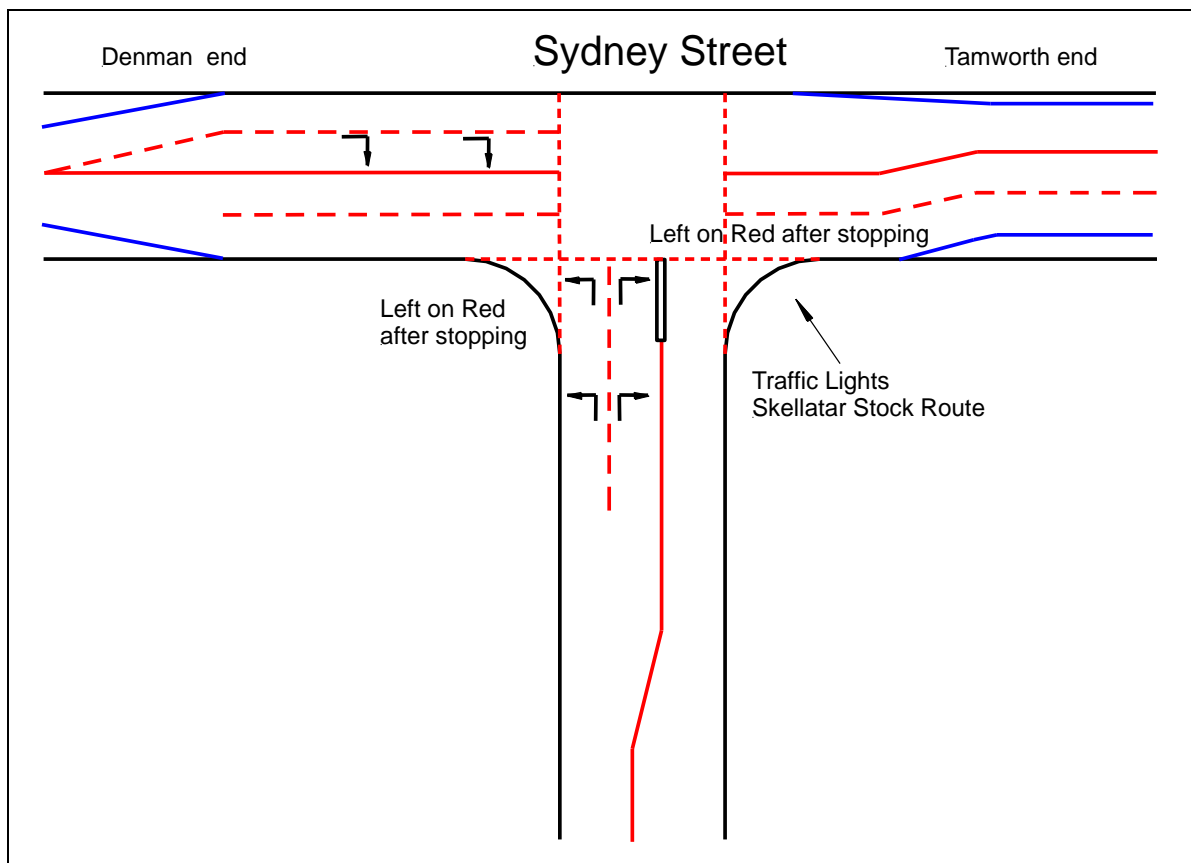 Denman end
Sydney Street
Tamworth end
Left on Red after stopping
Left on Red
after stopping
Traffic Lights
Skellatar Stock Route